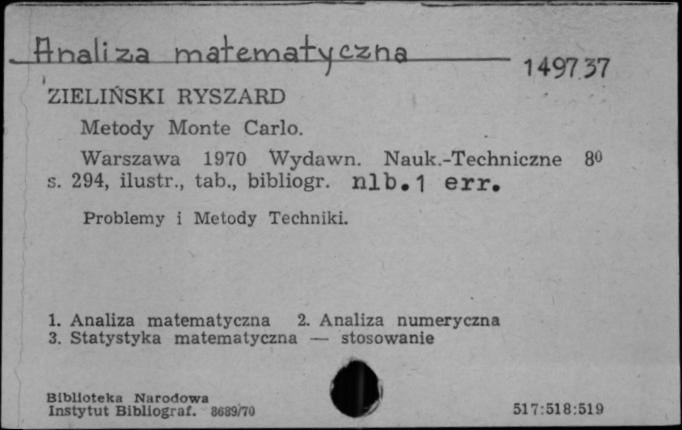 Analiza matematyczna
149737
ZIELIŃSKI RYSZARD
Metody Monte Carlo.
Warszawa 1970 Wydawn. Nauk.-Techniczne 8⁰
s. 294, ilustr., tab., bibliogr. nlb.1 err.
Problemy i Metody Techniki.
1. Analiza matematyczna 2. Analiza numeryczna
3. Statystyka matematyczna — stosowanie
Biblioteka Narodowa
Instytut Bibliograf. 8689/70
517:518:519